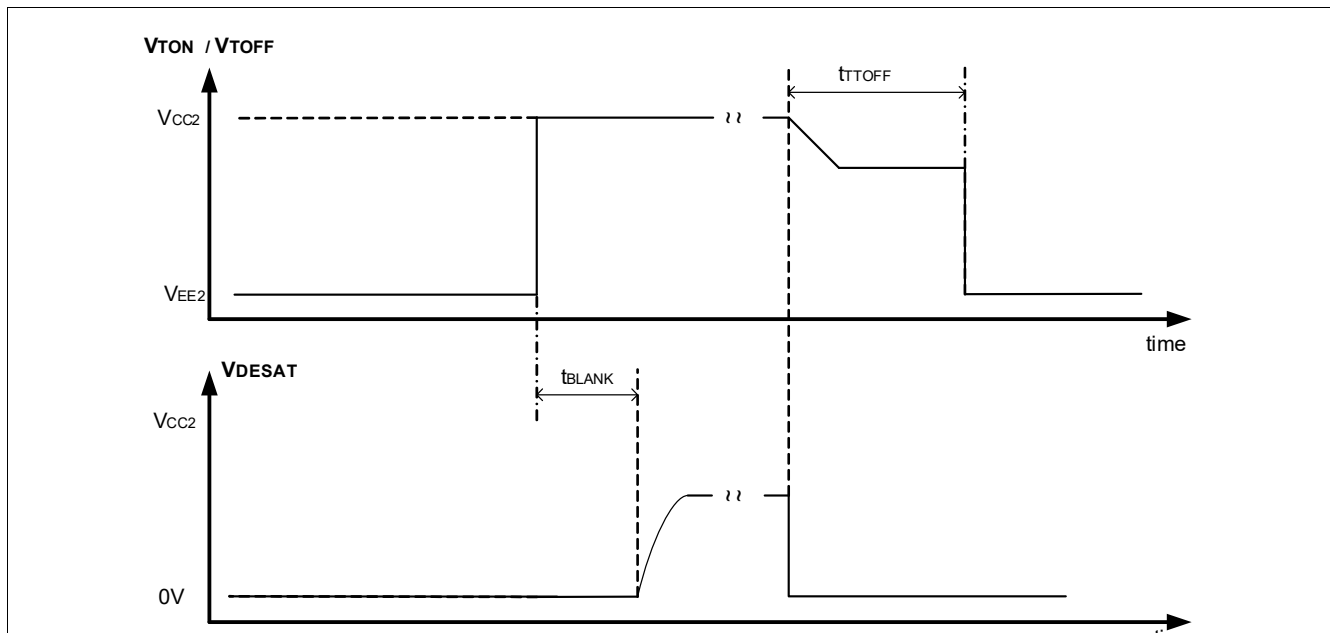 VTON / VTOFF
tTTOFF
VCC2
VEE2
time
VDESAT
tBLANK
VCC2
0V